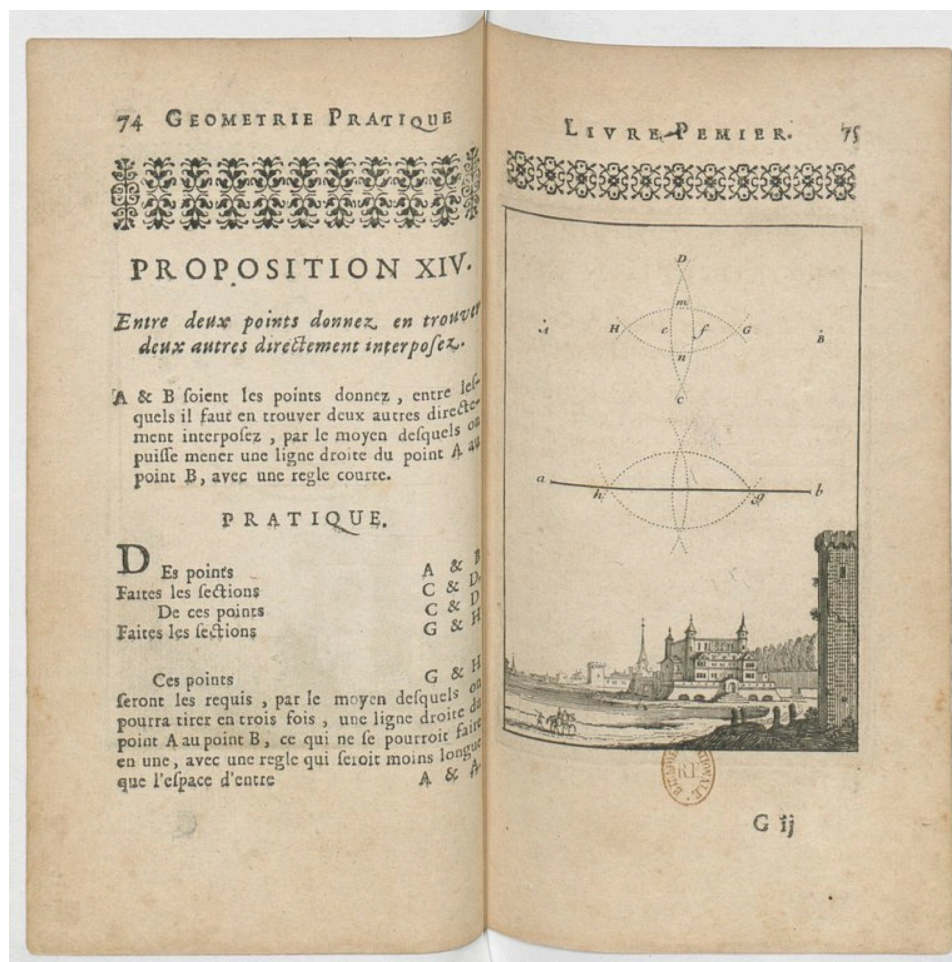 74 GEOMETRIE PRATIQUE
PROPOSITION XIV.
Entre deux points donnez en trouver
deux autres directement interposez.
A & B ſoient les points donnez, entre leſ-
quels il faut en trouver deux autres directe-
ment interpoſez, par le moyen deſquels on
puiſſe mener une ligne droite du point A au
point B, avec une regle courte.
PRATIQUE.
DEs points A & B
Faites les ſections C & D.
De ces points C & D
Faites les ſections G & H
Ces points G & H
ſeront les requis, par le moyen deſquels on
pourra tirer en trois fois, une ligne droite du
point A au point B, ce qui ne ſe pourroit faire
en une, avec une regle qui ſeroit moins longue
que l'eſpace d'entre A & A.
LIVRE PEMIER. 75
D
m
A H e f G B
n
c
a h g b
RF
G ij